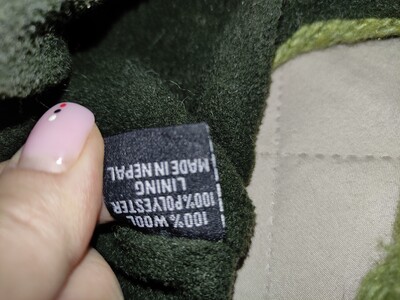 100% WOOL
100%POLYESTER
LINING
MADE IN NEPAL